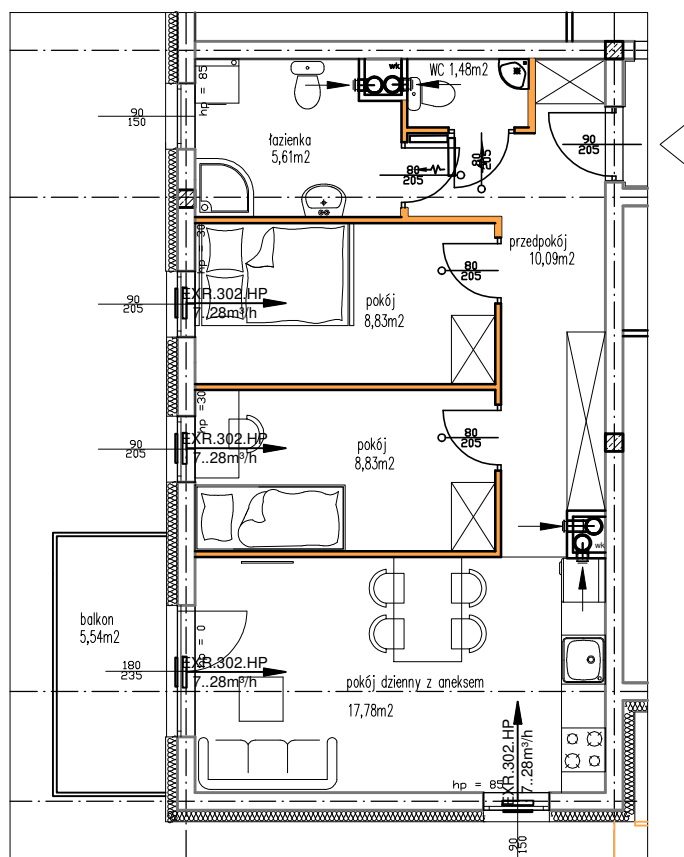 hp = 85
wk
WC 1,48m2
90
150
łazienka
5,61m2
80
205
80
205
90
205
przedpokój
10,09m2
hp = 30
80
205
90
205
EXR.302.HP
7..28m³/h
pokój
8,83m2
hp =30
80
205
90
205
EXR.302.HP
7..28m³/h
pokój
8,83m2
wk
balkon
5,54m2
hp = 0
180
235
EXR.302.HP
7..28m³/h
pokój dzienny z aneksem
17,78m2
EXR.302.HP
7..28m³/h
hp = 85
90
150